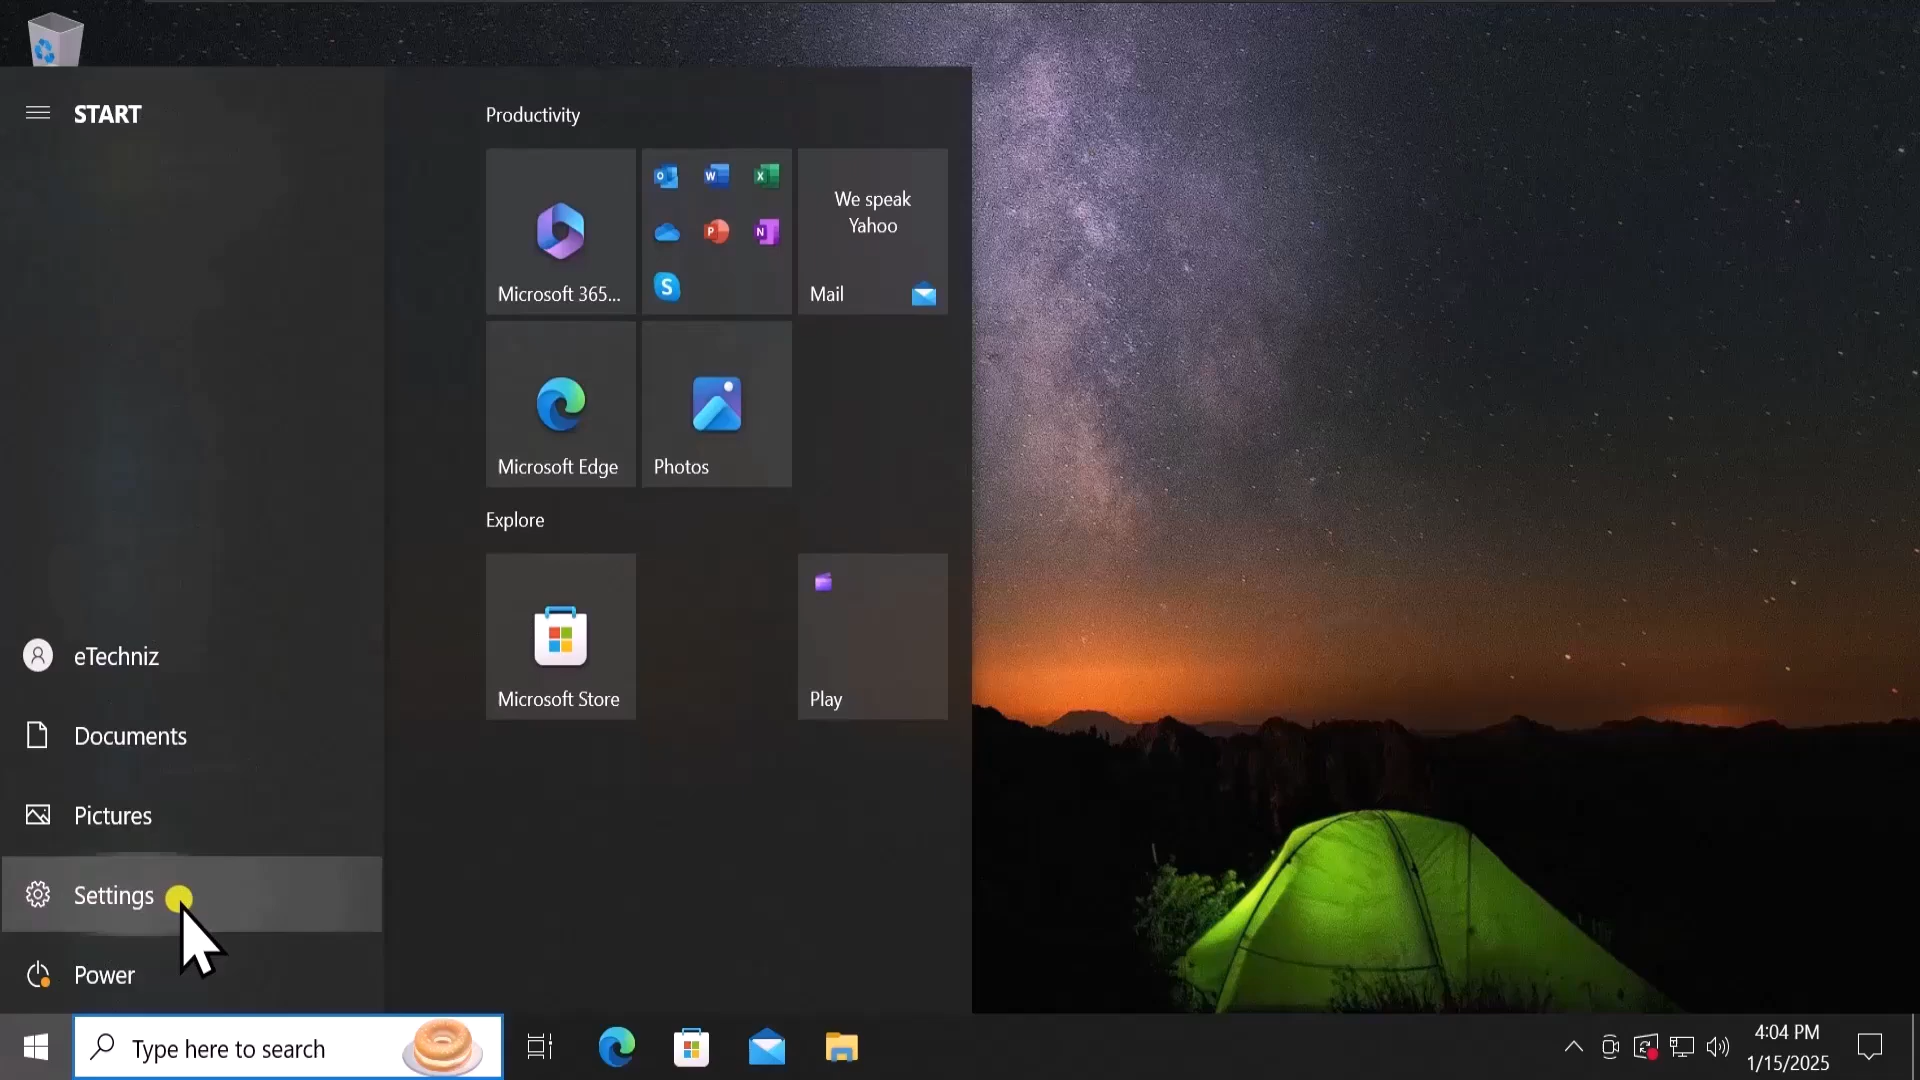 START
Productivity
Microsoft 365...
We speak
Yahoo
Mail
Microsoft Edge
Photos
Explore
Microsoft Store
Play
eTechniz
Documents
Pictures
Settings
Power
Type here to search
4:04 PM
1/15/2025